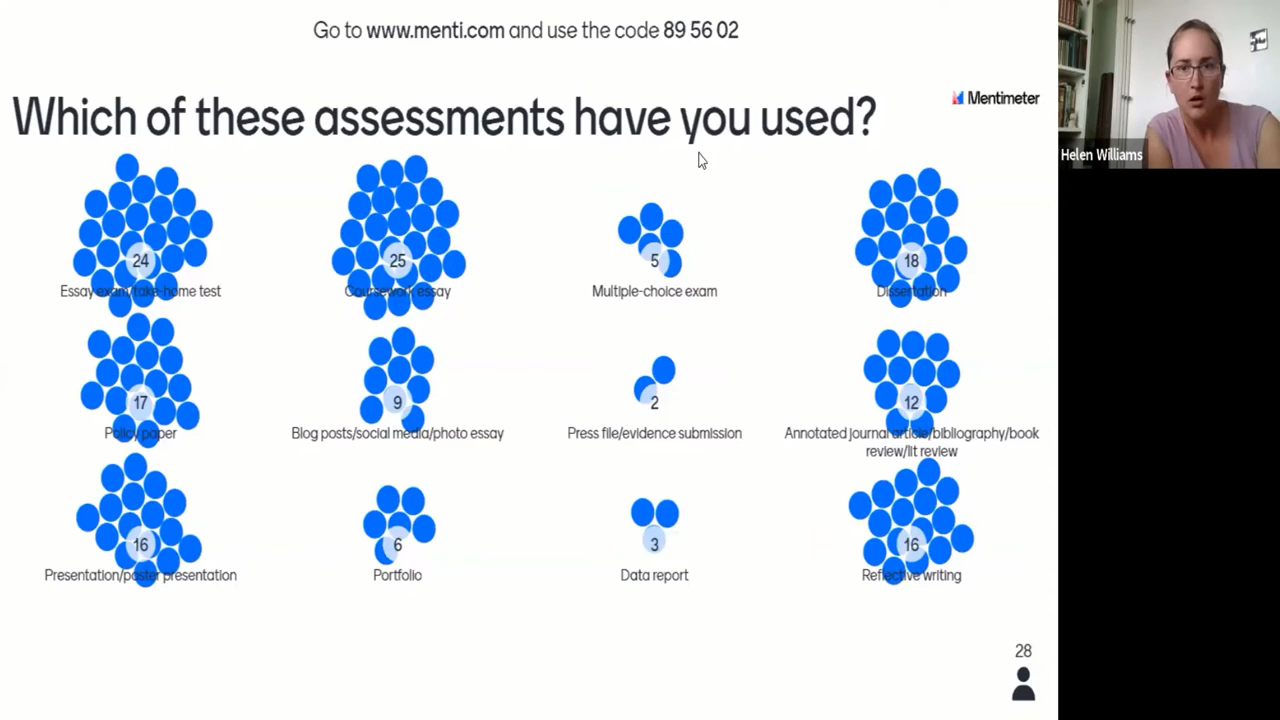 Go to www.menti.com and use the code 89 56 02
Which of these assessments have you used?
Mentimeter
Helen Williams
24
25
5
18
Essay exam/take-home test
Coursework essay
Multiple-choice exam
Dissertation
17
9
2
12
Policy paper
Blog posts/social media/photo essay
Press file/evidence submission
Annotated journal article/bibliography/book
review/lit review
16
6
3
16
Presentation/poster presentation
Portfolio
Data report
Reflective writing
28